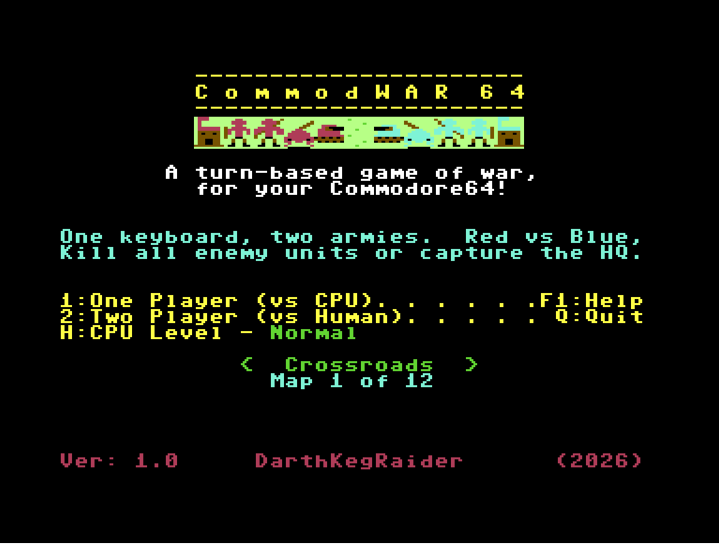 CommodWAR 64
A turn-based game of war,
for your Commodore64!
One keyboard, two armies.  Red vs Blue,
Kill all enemy units or capture the HQ.
1:One Player (vs CPU). . . . . .F1:Help
2:Two Player (vs Human). . . . . Q:Quit
H:CPU Level - Normal
<  Crossroads  >
Map 1 of 12
Ver: 1.0     DarthKegRaider      (2026)